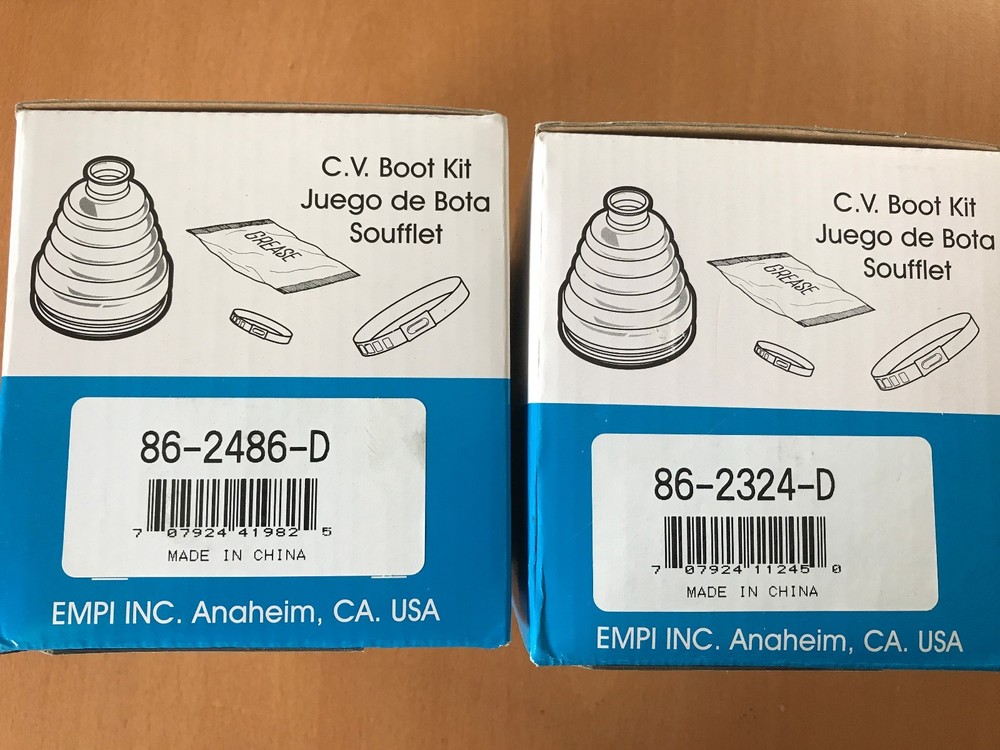 C.V. Boot Kit
Juego de Bota
Soufflet
GREASE
86-2486-D
7 07924 41982 5
MADE IN CHINA
EMPI INC. Anaheim, CA. USA
C.V. Boot Kit
Juego de Bota
Soufflet
GREASE
86-2324-D
7 07924 11245 0
MADE IN CHINA
EMPI INC. Anaheim, CA. USA